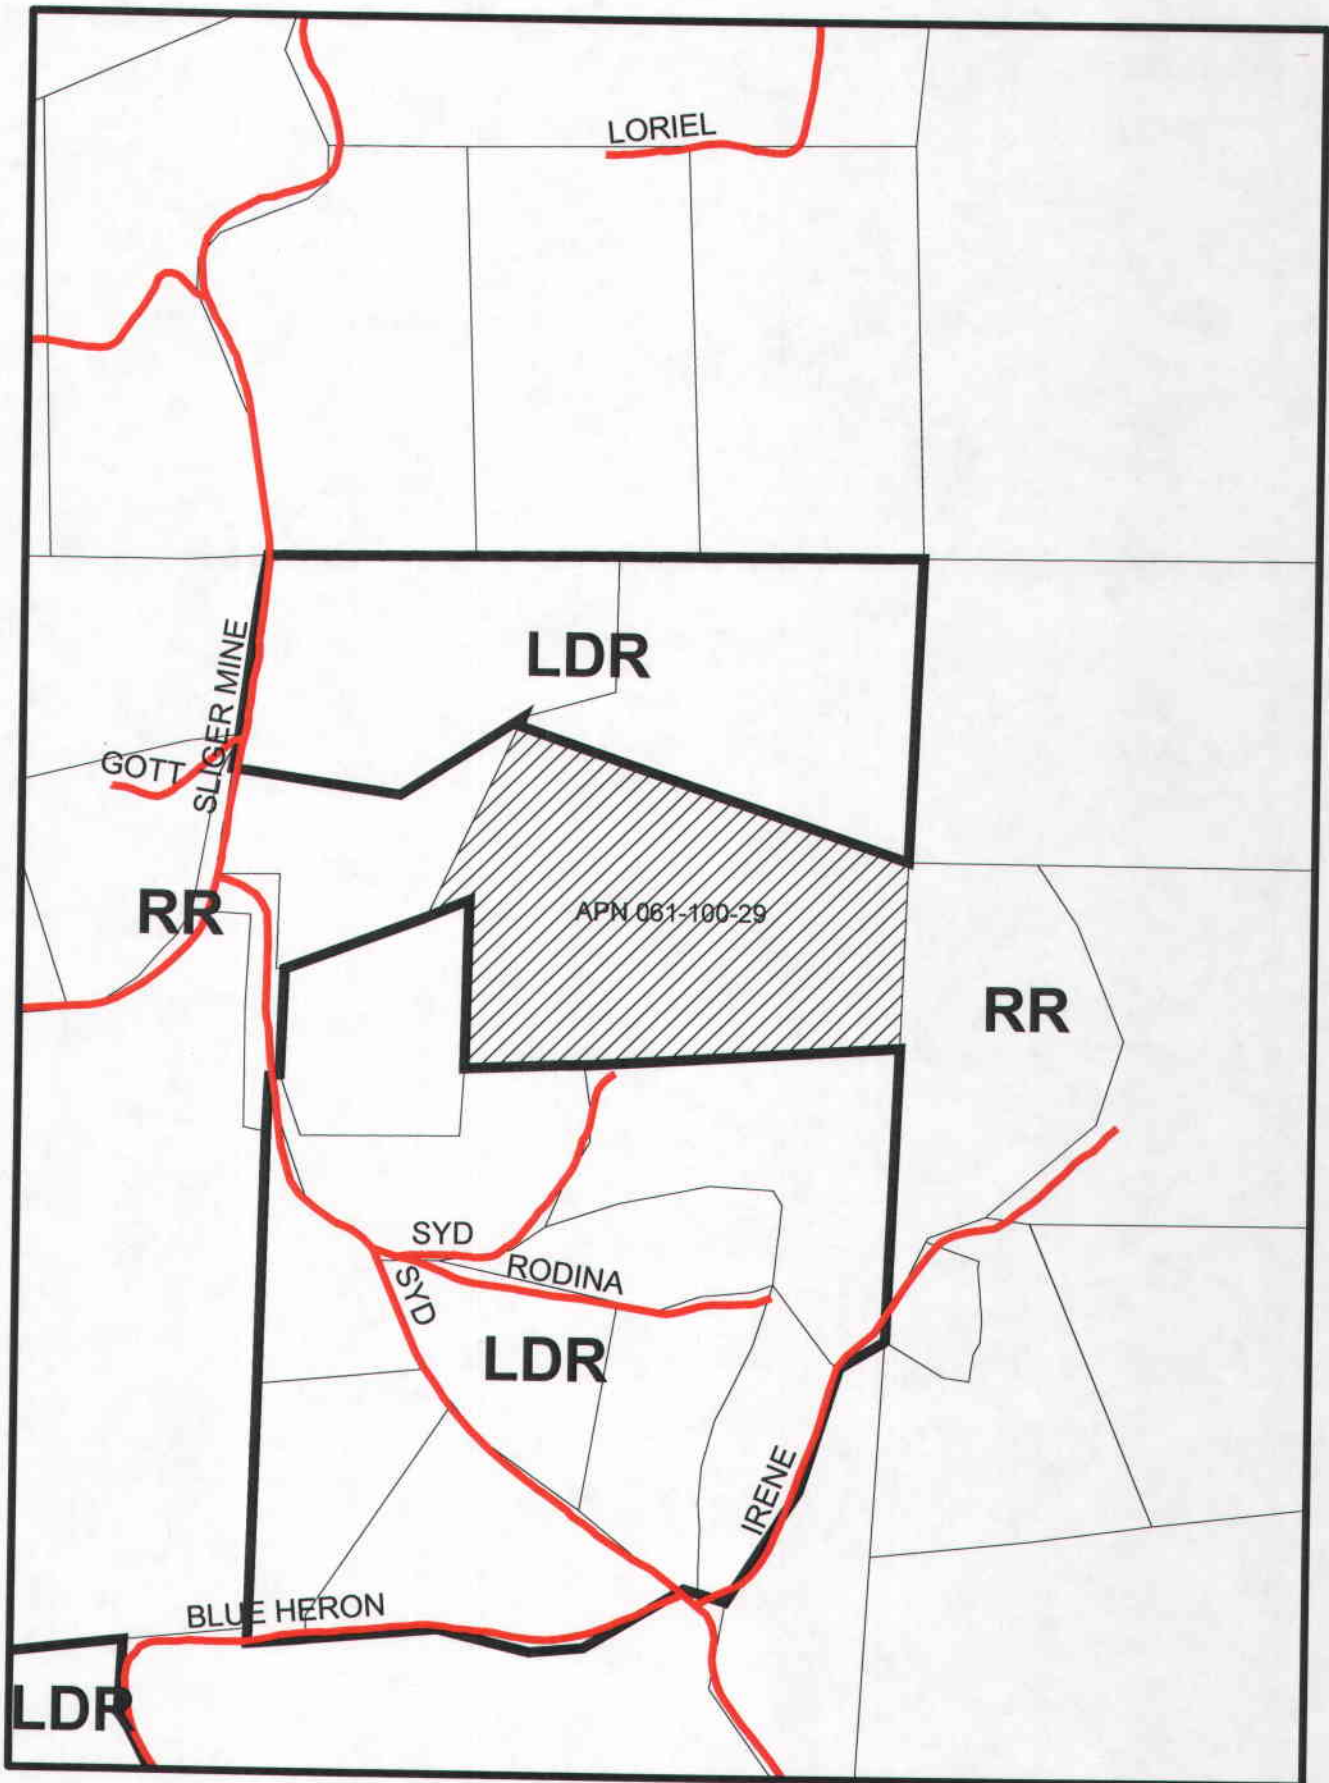 LORIEL
LDR
SLIGER MINE
GOTT
RR
APN 061-100-29
RR
SYD
RODINA
SYD
LDR
IRENE
BLUE HERON
LDR